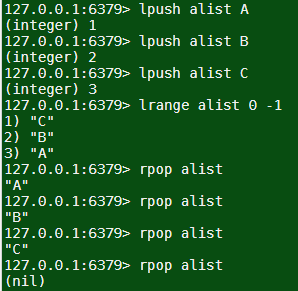 127.0.0.1:6379> lpush alist A
(integer) 1
127.0.0.1:6379> lpush alist B
(integer) 2
127.0.0.1:6379> lpush alist C
(integer) 3
127.0.0.1:6379> lrange alist 0 -1
1) "C"
2) "B"
3) "A"
127.0.0.1:6379> rpop alist
"A"
127.0.0.1:6379> rpop alist
"B"
127.0.0.1:6379> rpop alist
"C"
127.0.0.1:6379> rpop alist
(nil)